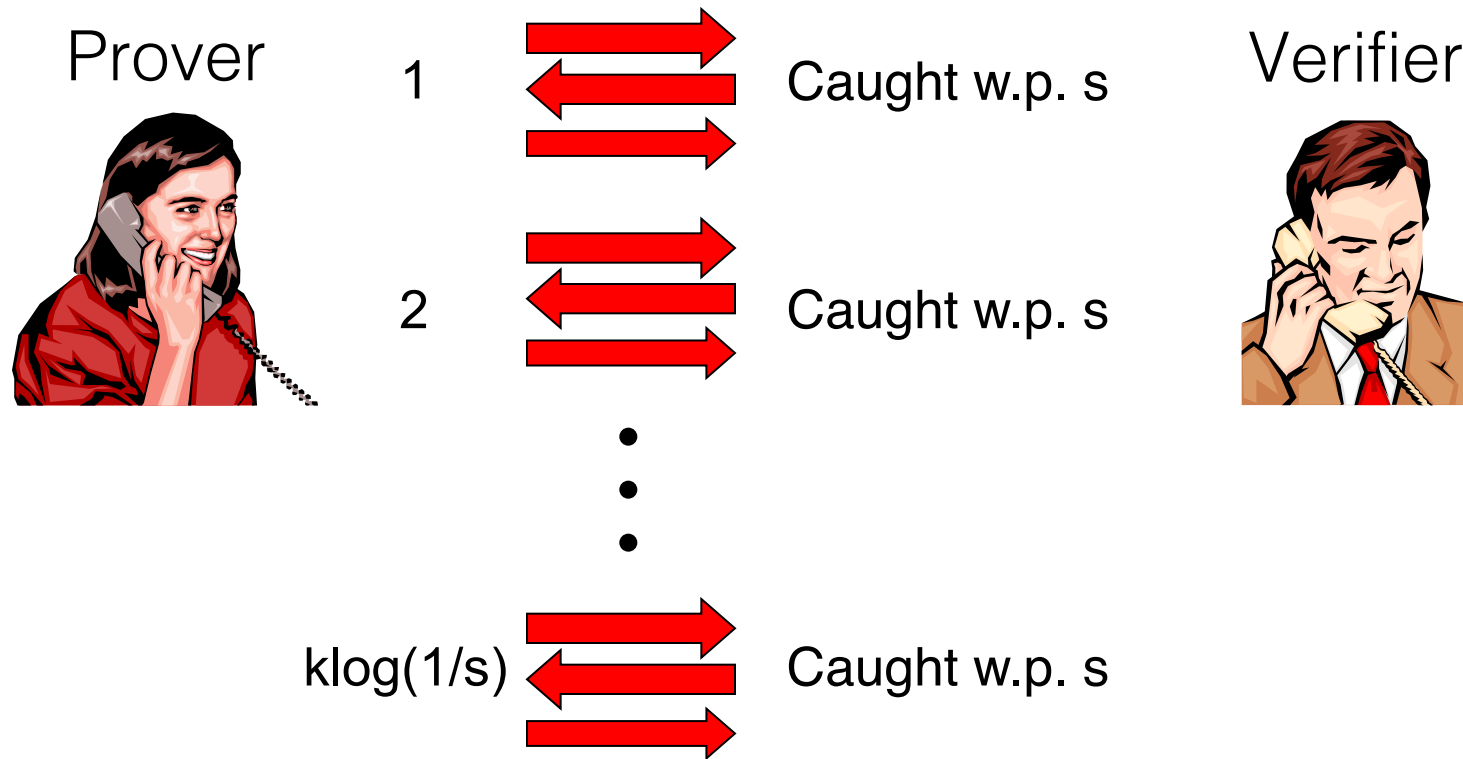 Prover
Verifier
1
Caught w.p. s
2
Caught w.p. s
klog(1/s)
Caught w.p. s